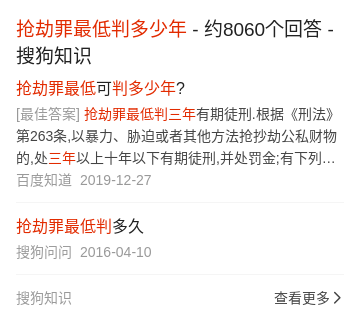 抢劫罪最低判多少年 - 约8060个回答 -
搜狗知识
抢劫罪最低可判多少年?
[最佳答案] 抢劫罪最低判三年有期徒刑.根据《刑法》
第263条,以暴力、胁迫或者其他方法抢抄劫公私财物
的,处三年以上十年以下有期徒刑,并处罚金;有下列…
百度知道 2019-12-27
抢劫罪最低判多久
搜狗问问 2016-04-10
搜狗知识 查看更多